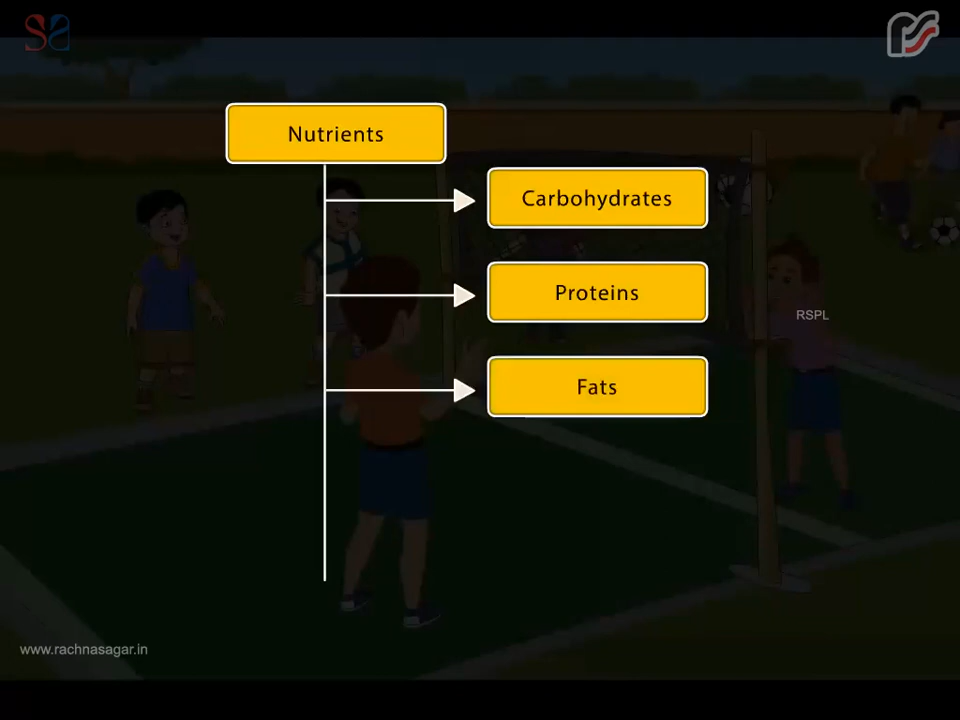 Nutrients
Carbohydrates
Proteins
RSPL
Fats
www.rachnasagar.in